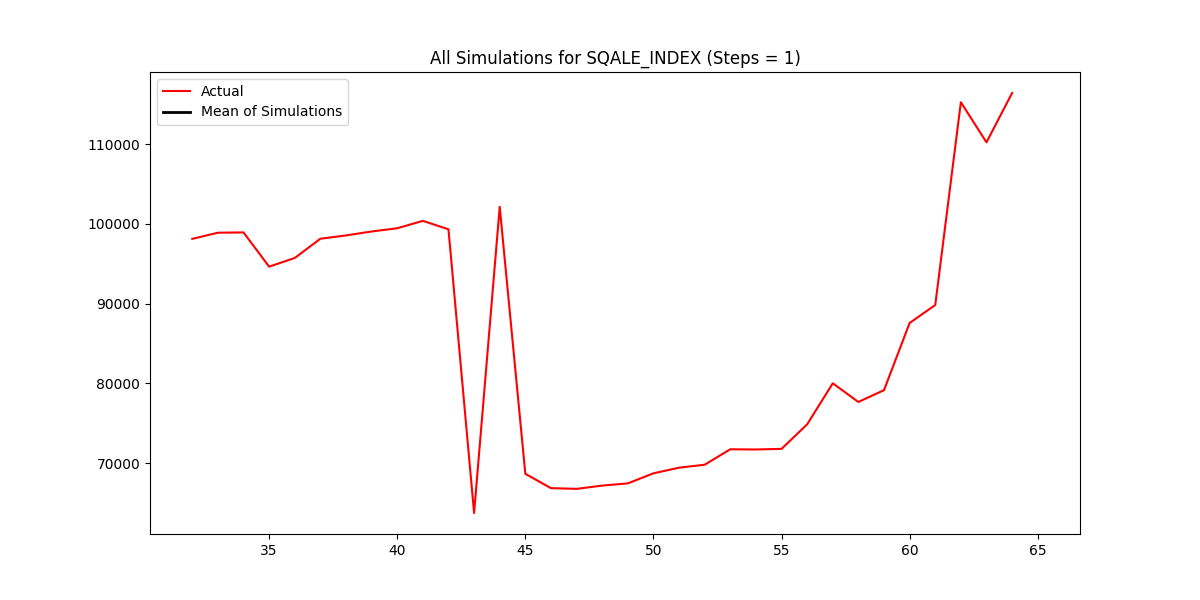 All Simulations for SQALE_INDEX (Steps = 1)
Actual
Mean of Simulations
110000
100000
90000
80000
70000
35 40 45 50 55 60 65